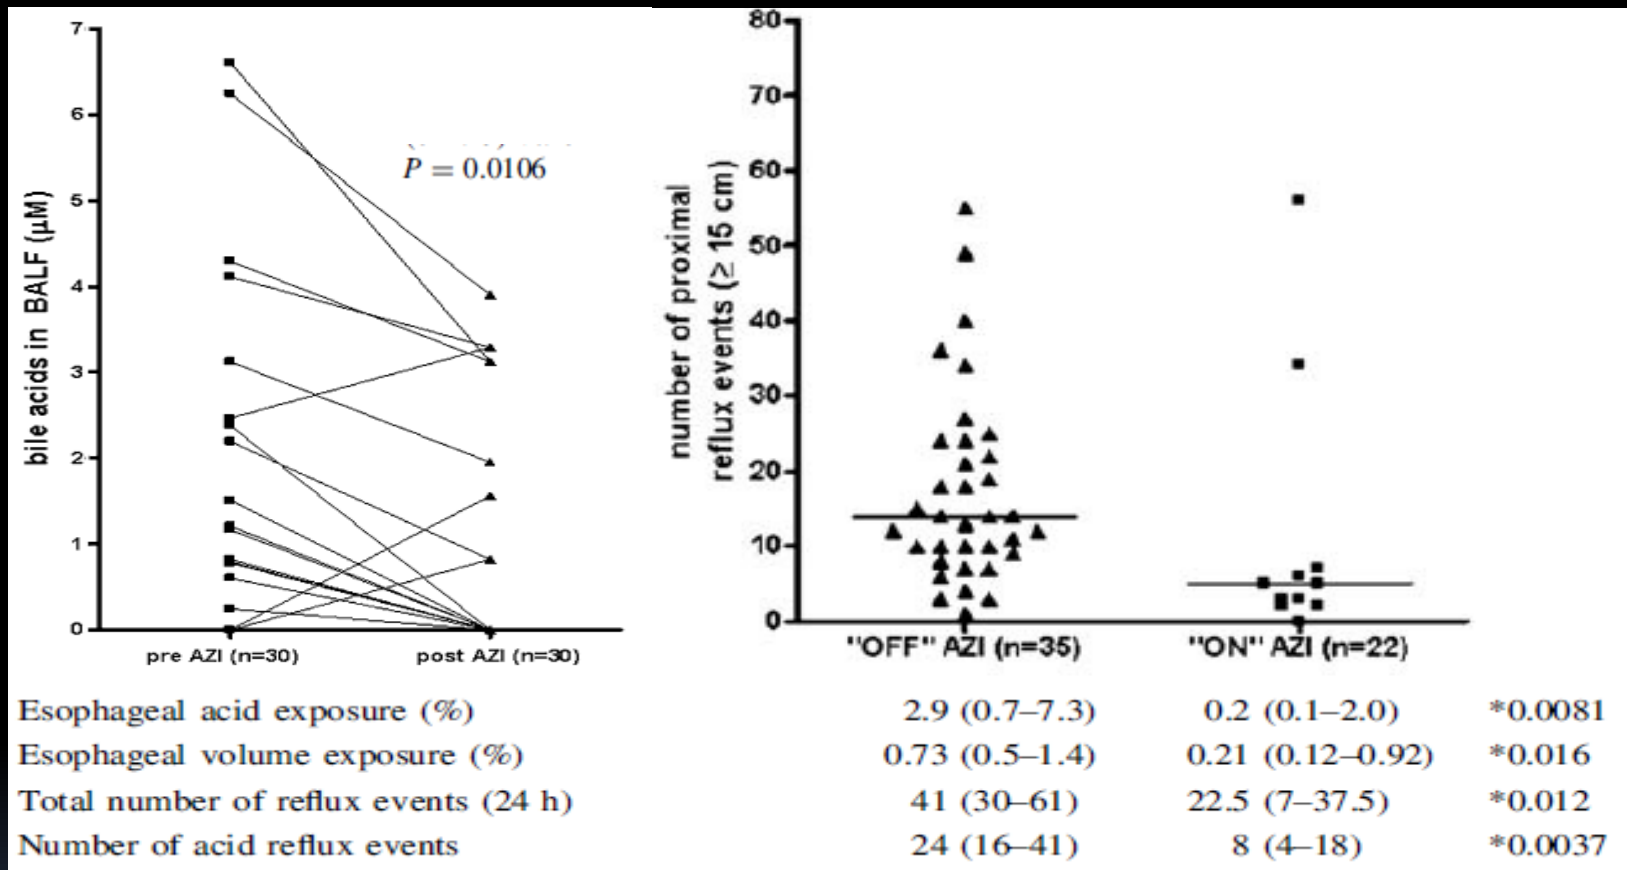 bile acids in BALF (µM)
7
6
5
4
3
2
1
0
P = 0.0106
pre AZI (n=30)
post AZI (n=30)
number of proximal
reflux events (≥ 15 cm)
80
70
60
50
40
30
20
10
0
"OFF" AZI (n=35)
"ON" AZI (n=22)
Esophageal acid exposure (%) 2.9 (0.7–7.3) 0.2 (0.1–2.0) *0.0081
Esophageal volume exposure (%) 0.73 (0.5–1.4) 0.21 (0.12–0.92) *0.016
Total number of reflux events (24 h) 41 (30–61) 22.5 (7–37.5) *0.012
Number of acid reflux events 24 (16–41) 8 (4–18) *0.0037